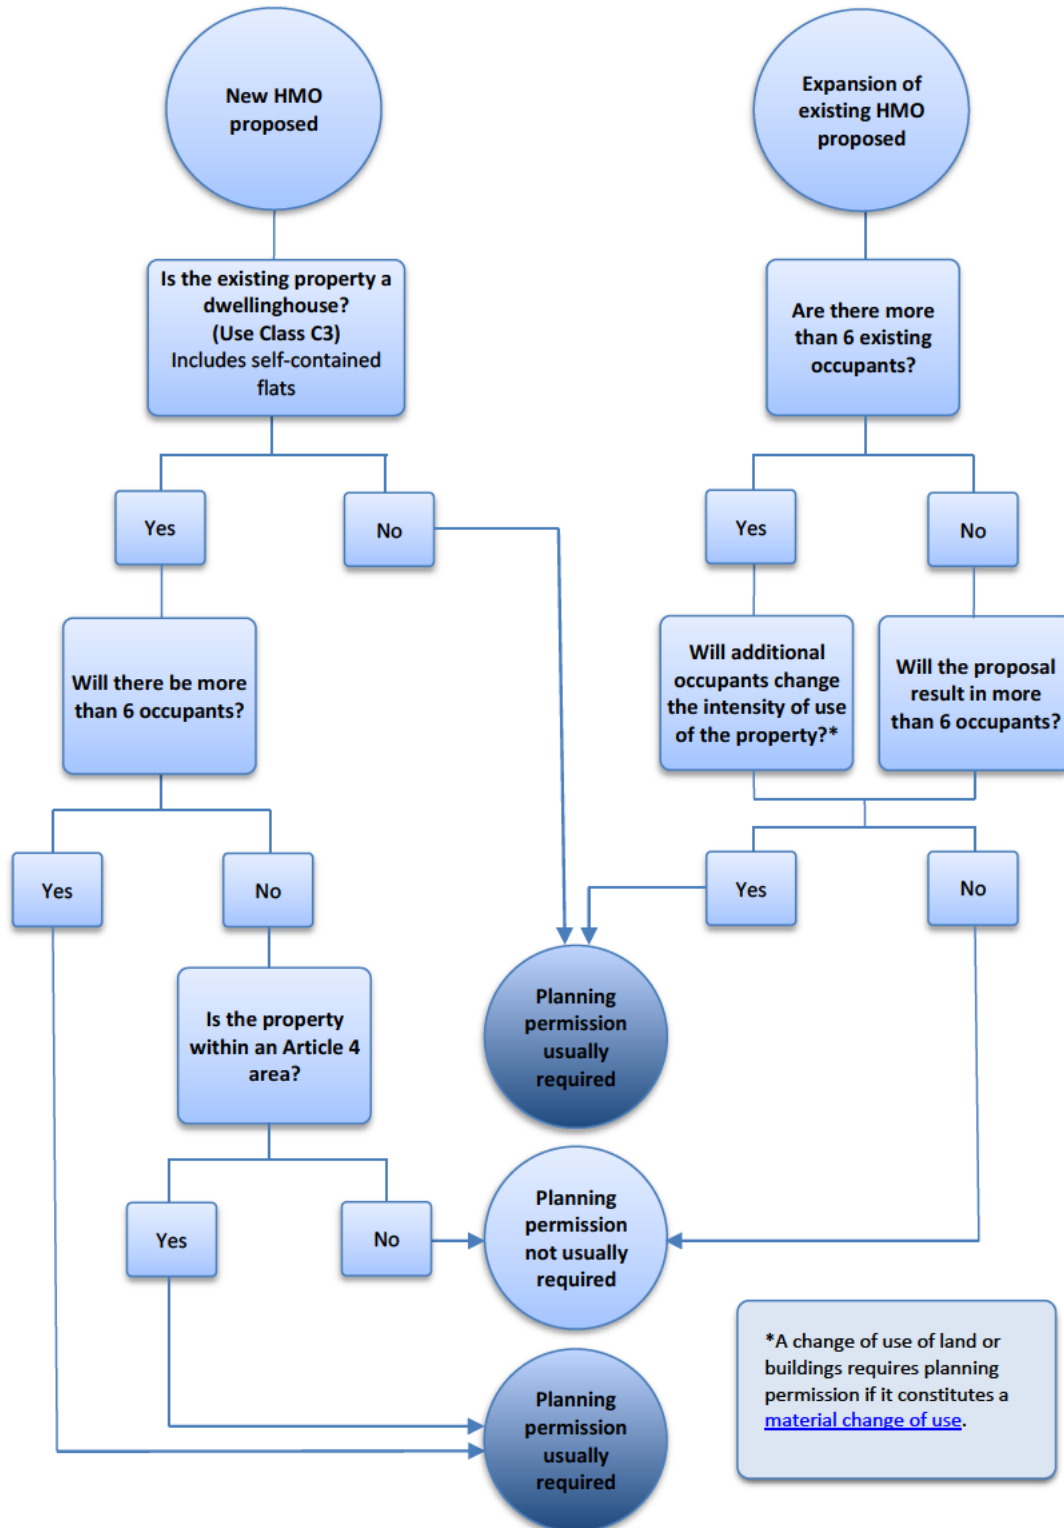 New HMO
proposed
Expansion of
existing HMO
proposed
Is the existing property a
dwellinghouse?
(Use Class C3)
Includes self-contained
flats
Are there more
than 6 existing
occupants?
Yes
No
Yes
No
Will there be more
than 6 occupants?
Will additional
occupants change
the intensity of use
of the property?*
Will the proposal
result in more
than 6 occupants?
Yes
No
Yes
No
Is the property
within an Article 4
area?
Planning
permission
usually
required
Yes
No
Planning
permission
not usually
required
*A change of use of land or
buildings requires planning
permission if it constitutes a
material change of use.
Planning
permission
usually
required